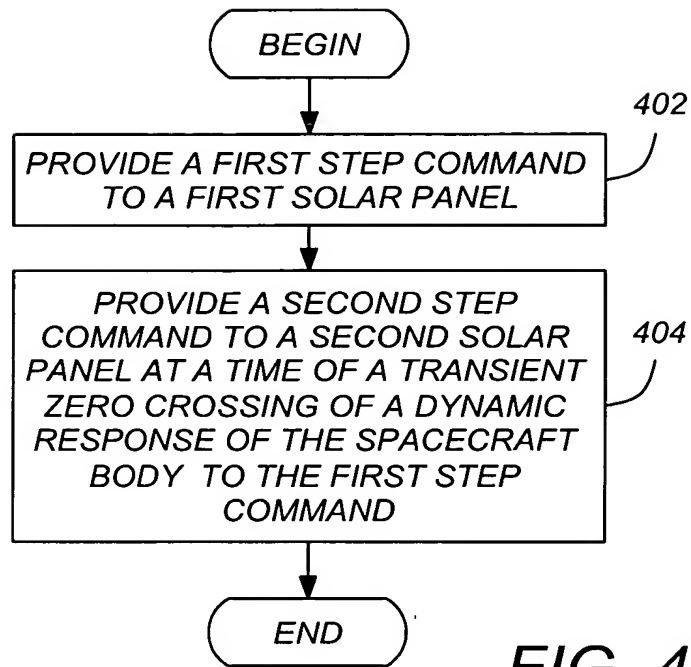 BEGIN
402
PROVIDE A FIRST STEP COMMAND
TO A FIRST SOLAR PANEL
PROVIDE A SECOND STEP
COMMAND TO A SECOND SOLAR
PANEL AT A TIME OF A TRANSIENT
ZERO CROSSING OF A DYNAMIC
RESPONSE OF THE SPACECRAFT
BODY TO THE FIRST STEP
COMMAND
404
END
FIG. 4